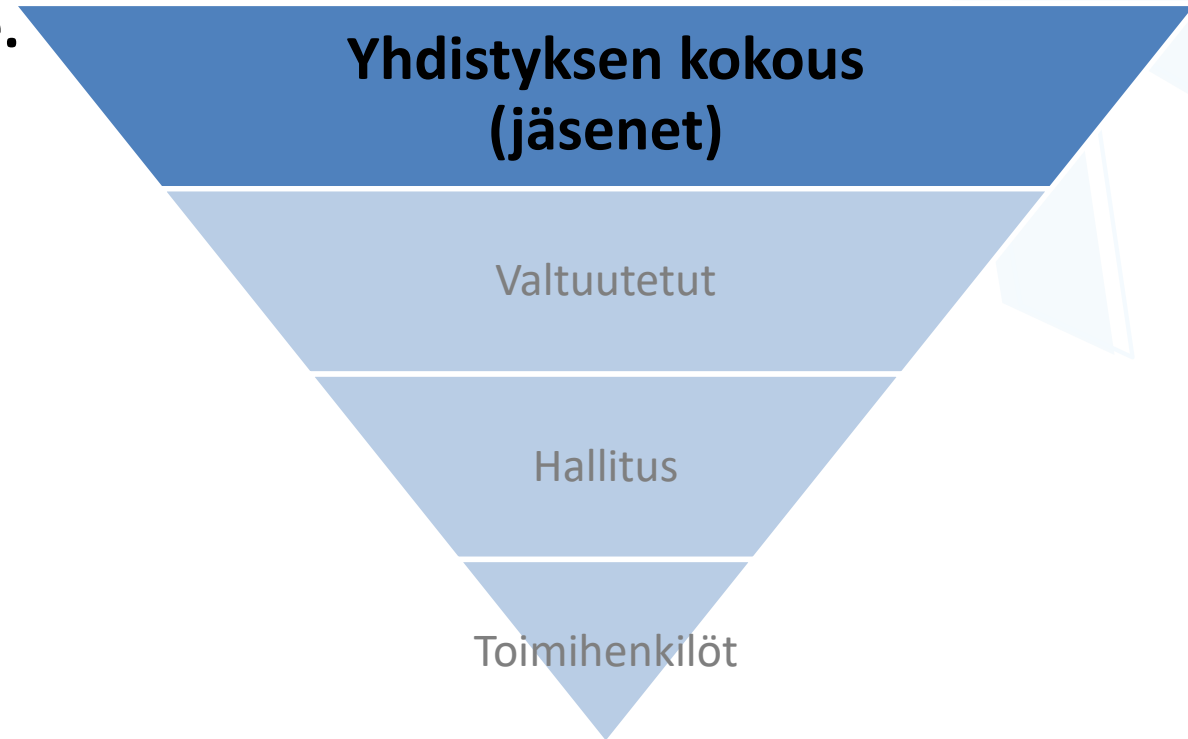 Yhdistyksen kokous
(jäsenet)
Valtuutetut
Hallitus
Toimihenkilöt